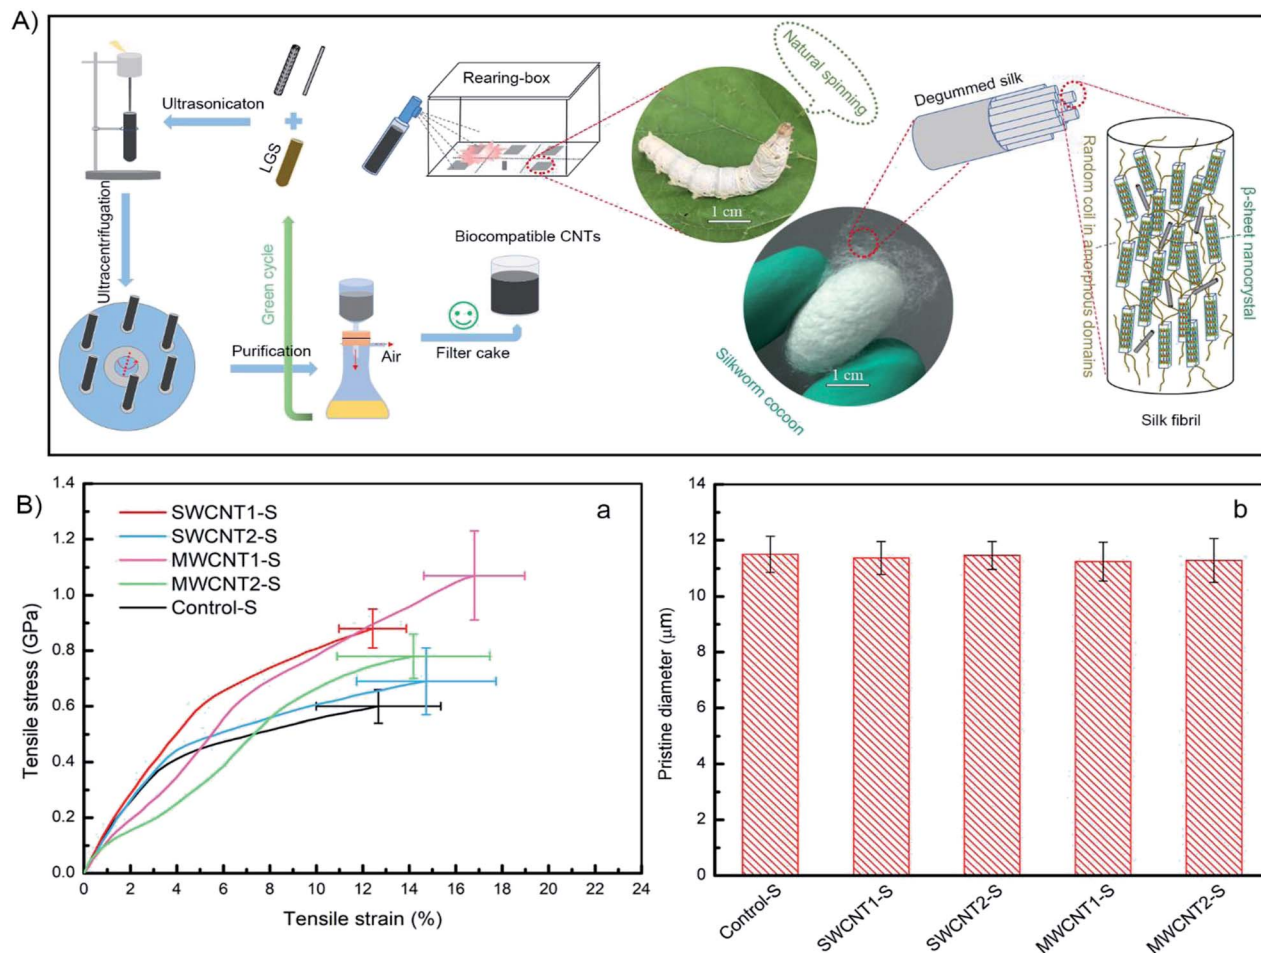 A)
Ultrasonicaton
LGS
Rearing-box
Natural spinning
1 cm
Degummed silk
Random coil in amorphous domains
β-sheet nanocrystal
Silk fibril
Ultracentrifugation
Green cycle
Purification
Air
Filter cake
Biocompatible CNTs
Silkworm cocoon
1 cm
B)
a
SWCNT1-S
SWCNT2-S
MWCNT1-S
MWCNT2-S
Control-S
Tensile stress (GPa)
1.4
1.2
1.0
0.8
0.6
0.4
0.2
0.0
0 2 4 6 8 10 12 14 16 18 20 22 24
Tensile strain (%)
b
Pristine diameter (μm)
14
12
10
8
6
4
2
0
Control-S
SWCNT1-S
SWCNT2-S
MWCNT1-S
MWCNT2-S